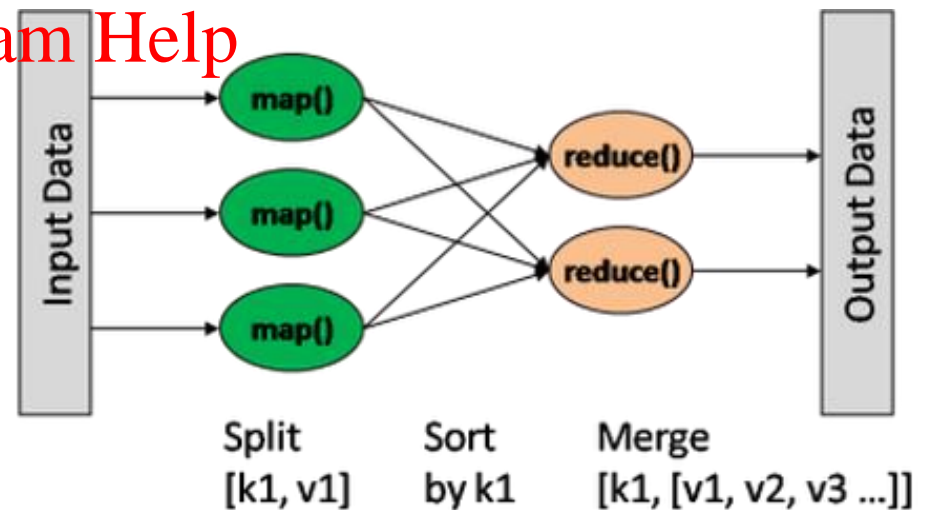 am Help
Input Data
map()
map()
map()
reduce()
reduce()
Output Data
Split
[k1, v1]
Sort
by k1
Merge
[k1, [v1, v2, v3 ...]]